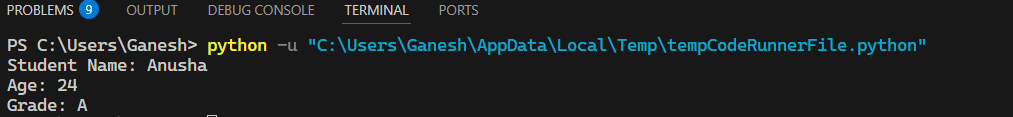 PROBLEMS 9 OUTPUT DEBUG CONSOLE TERMINAL PORTS
PS C:\Users\Ganesh> python -u "C:\Users\Ganesh\AppData\Local\Temp\tempCodeRunnerFile.python"
Student Name: Anusha
Age: 24
Grade: A